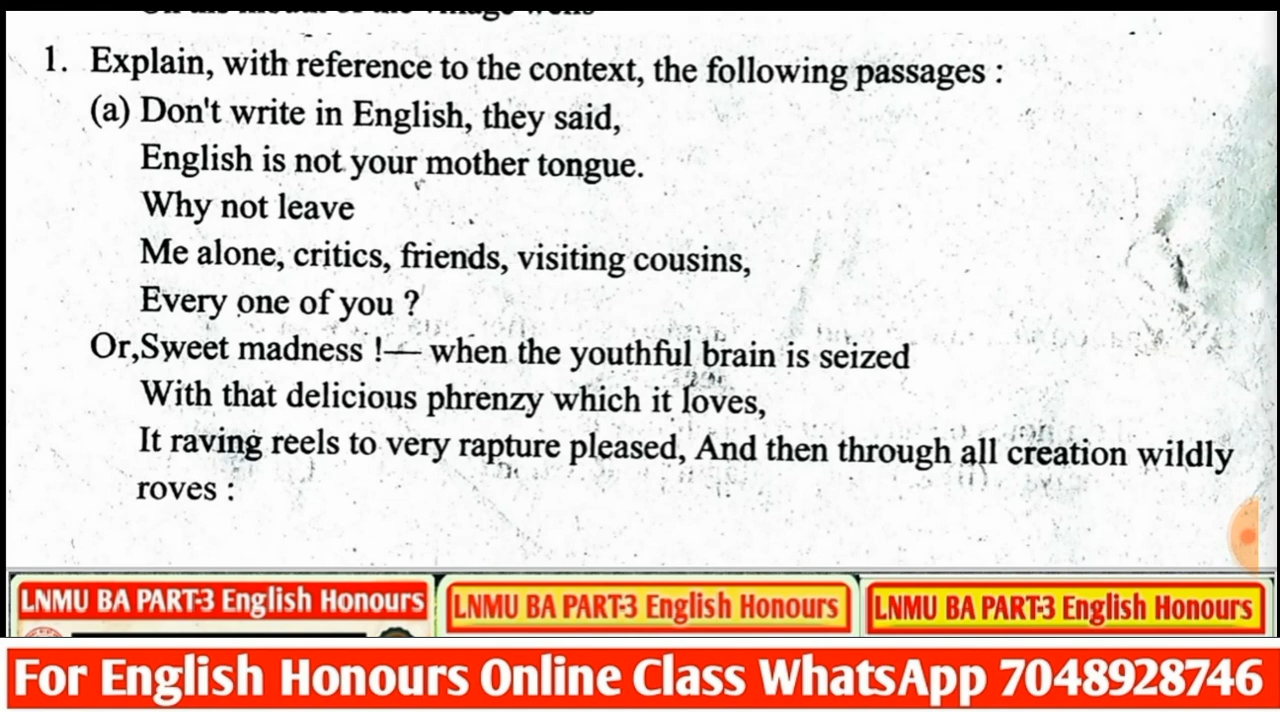 1. Explain, with reference to the context, the following passages :
(a) Don't write in English, they said,
English is not your mother tongue.
Why not leave
Me alone, critics, friends, visiting cousins,
Every one of you ?
Or,Sweet madness !— when the youthful brain is seized
With that delicious phrenzy which it loves,
It raving reels to very rapture pleased, And then through all creation wildly
roves :
LNMU BA PART-3 English Honours
LNMU BA PART-3 English Honours
LNMU BA PART-3 English Honours
For English Honours Online Class WhatsApp 7048928746